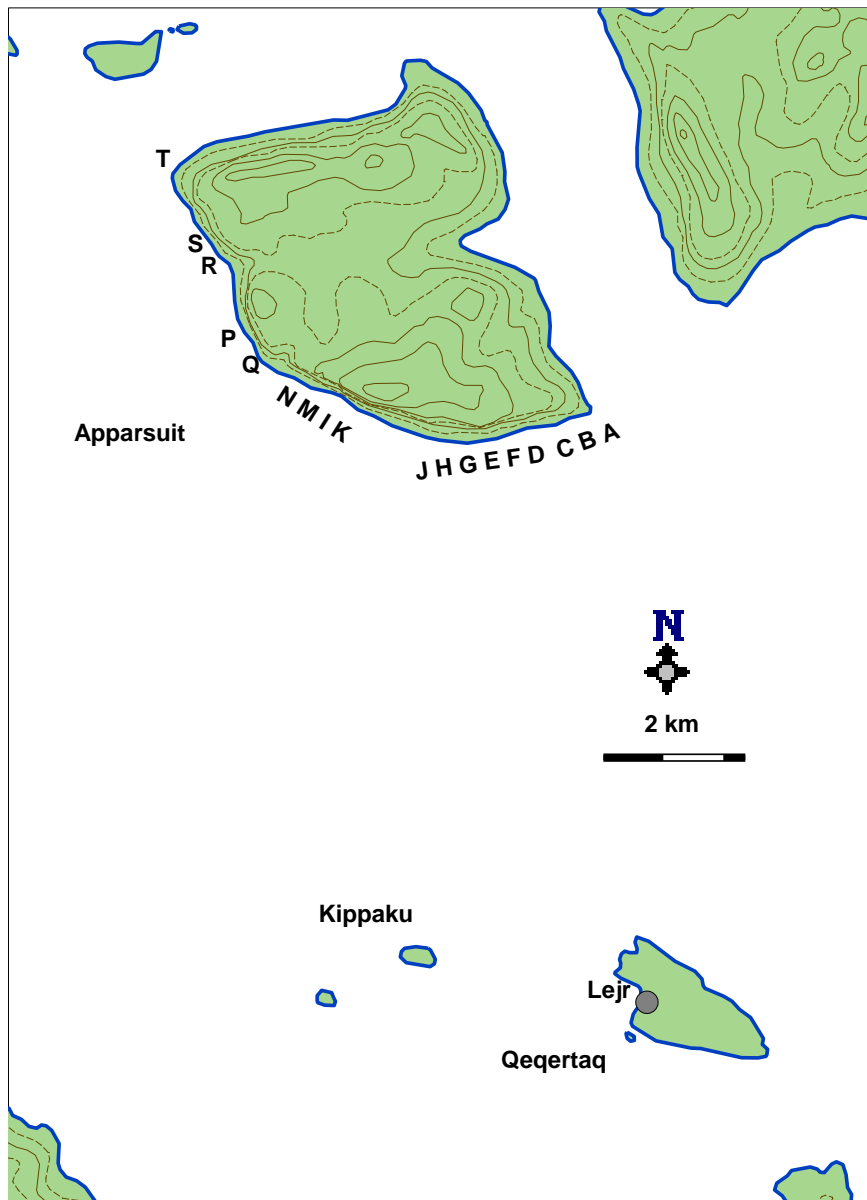 T
S
R
P
Q
N M I K
Apparsuit
J H G E F D C B A
N
2 km
Kippaku
Lejr
Qeqertaq